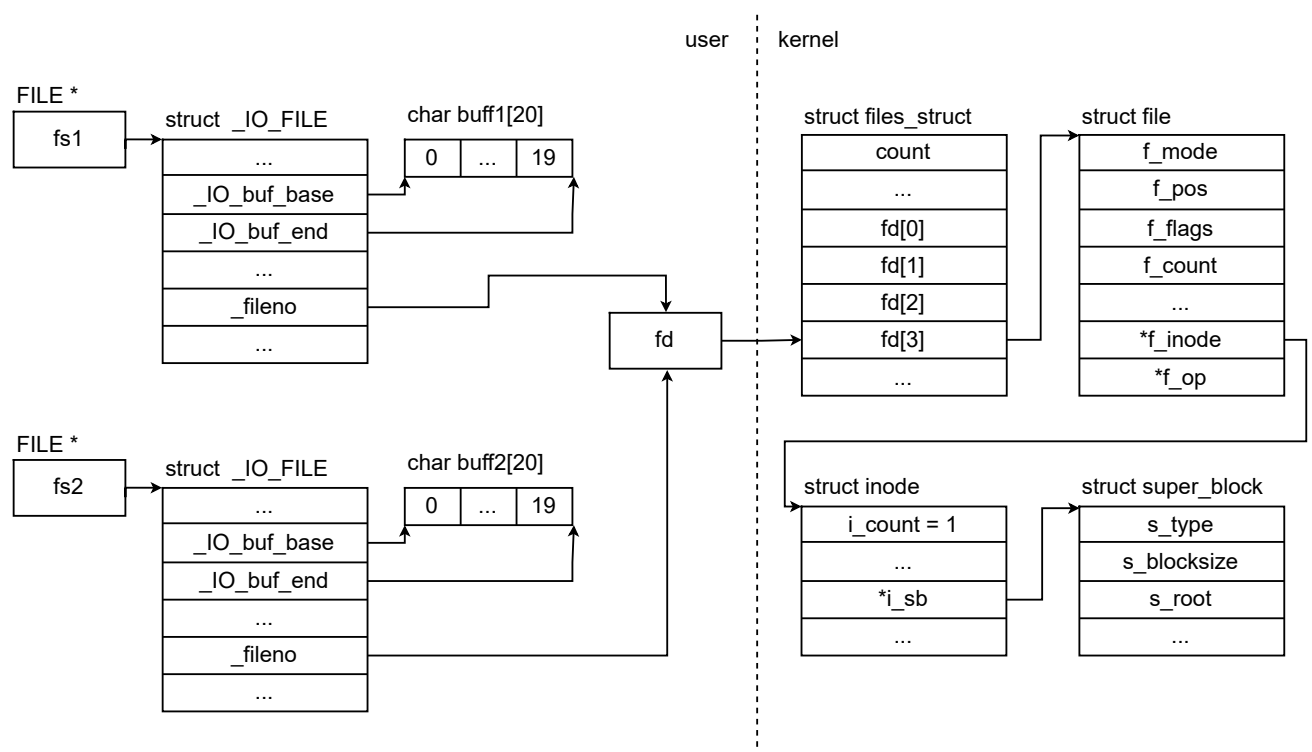 user
kernel
FILE *
fs1
struct _IO_FILE
...
_IO_buf_base
_IO_buf_end
...
_fileno
...
char buff1[20]
0 ... 19
fd
FILE *
fs2
struct _IO_FILE
...
_IO_buf_base
_IO_buf_end
...
_fileno
...
char buff2[20]
0 ... 19
struct files_struct
count
...
fd[0]
fd[1]
fd[2]
fd[3]
...
struct file
f_mode
f_pos
f_flags
f_count
...
*f_inode
*f_op
struct inode
i_count = 1
...
*i_sb
...
struct super_block
s_type
s_blocksize
s_root
...